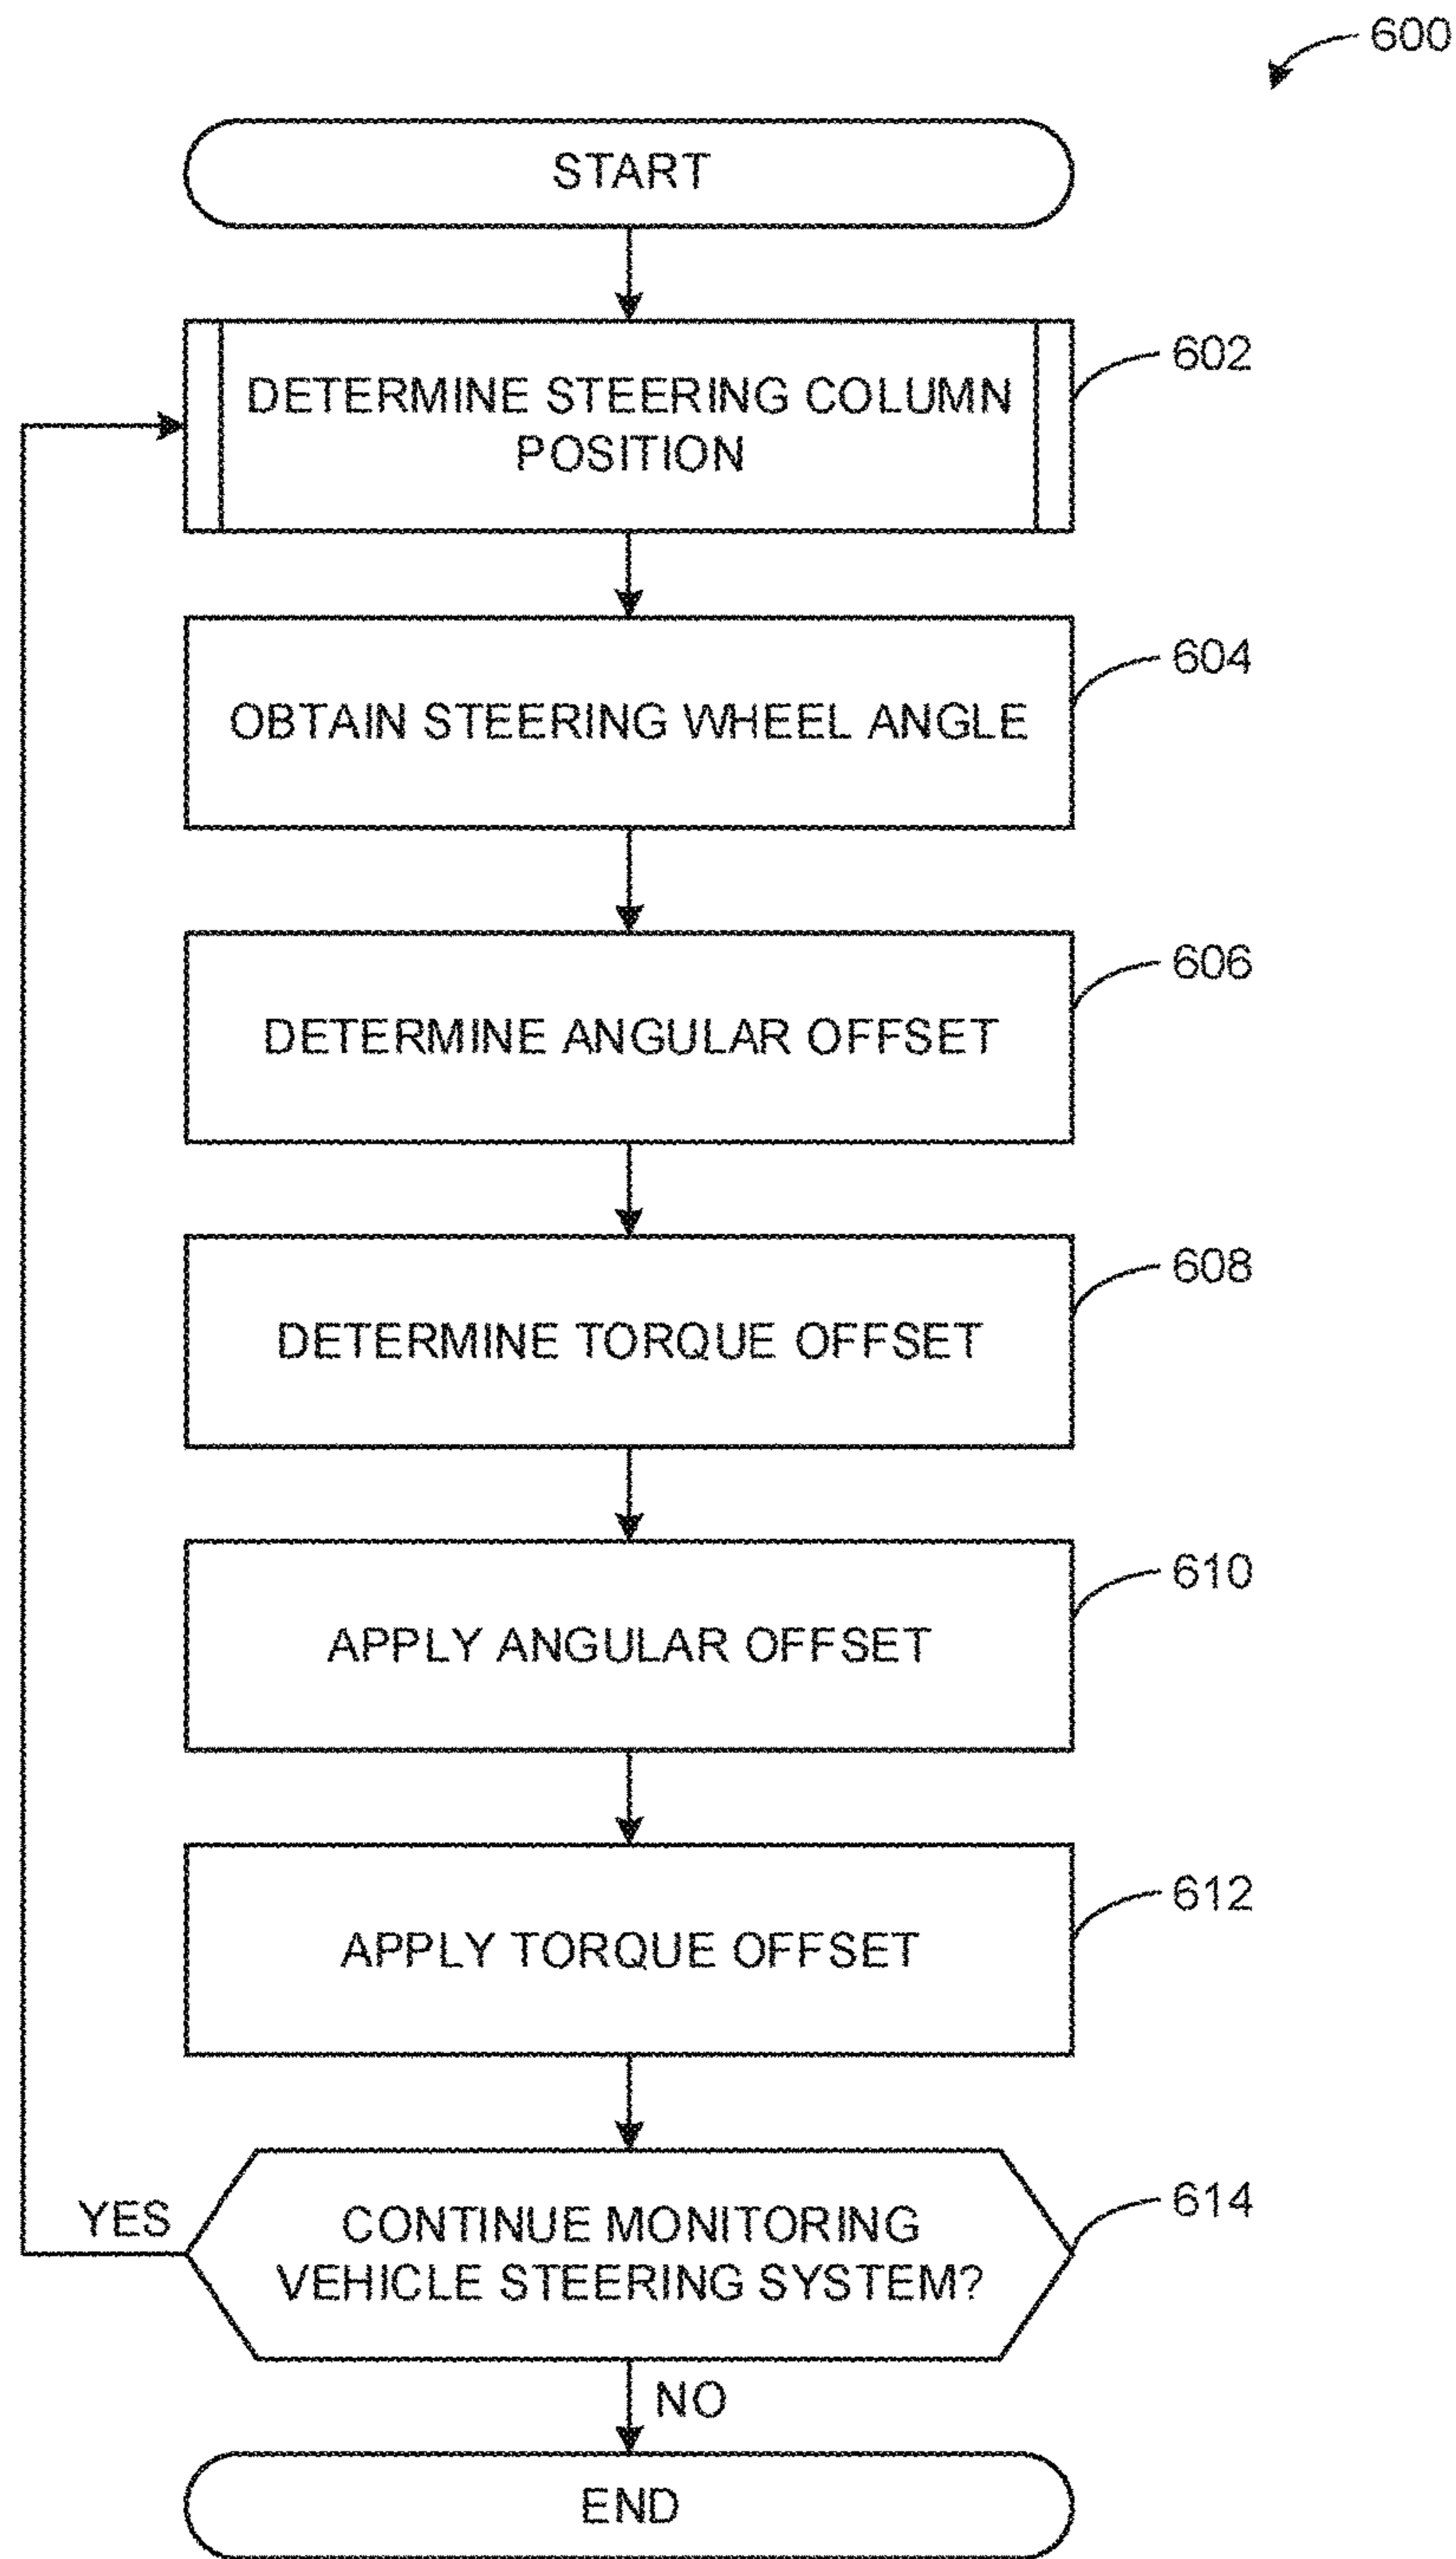 600
START
DETERMINE STEERING COLUMN
POSITION
602
OBTAIN STEERING WHEEL ANGLE
604
DETERMINE ANGULAR OFFSET
606
DETERMINE TORQUE OFFSET
608
APPLY ANGULAR OFFSET
610
APPLY TORQUE OFFSET
612
YES
CONTINUE MONITORING
VEHICLE STEERING SYSTEM?
614
NO
END